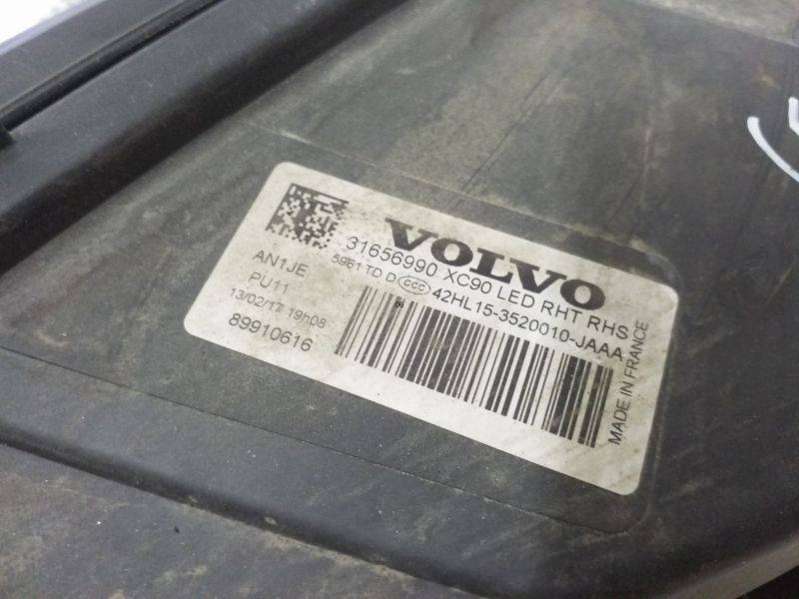 VOLVO
31656990 XC90 LED RHT RHS
5961 TD D CCC 42HL15-3520010-JAAA
AN1JE
PU11
13/02/17 19h08
89910616
MADE IN FRANCE